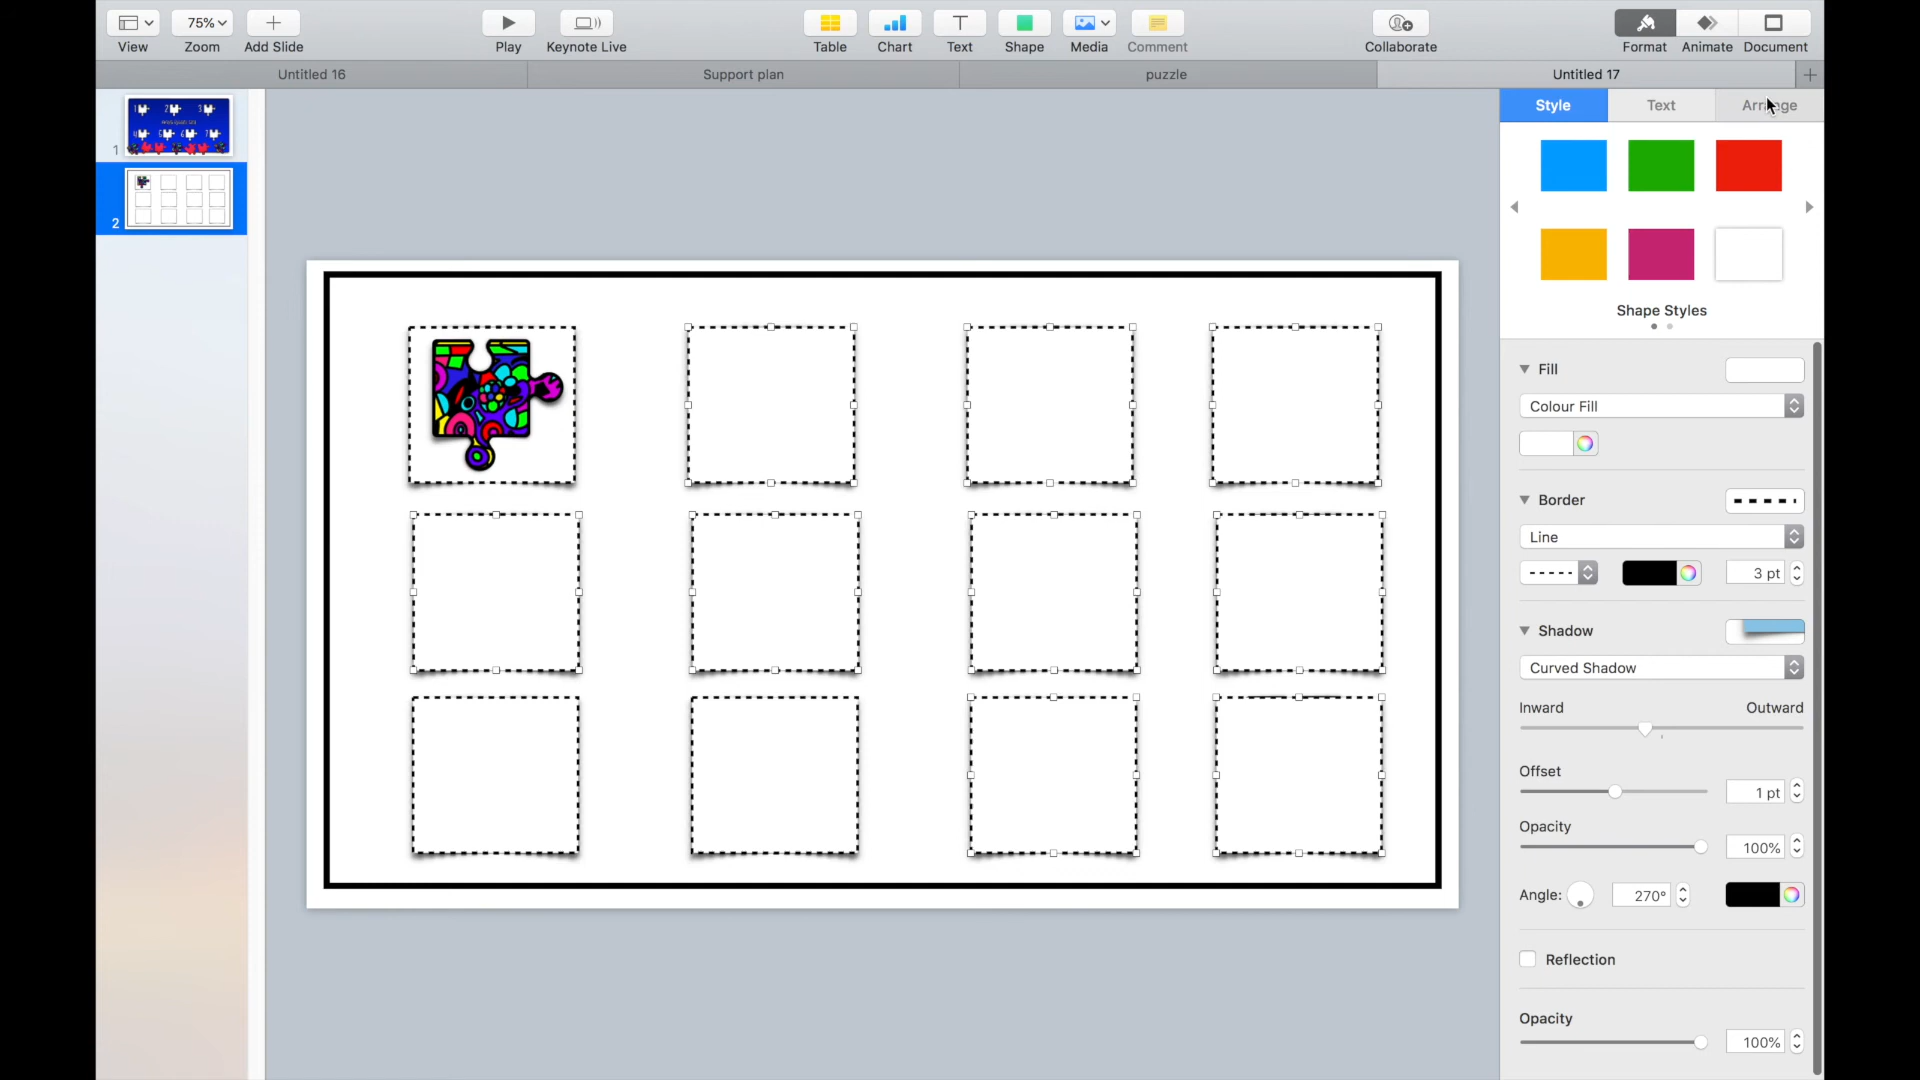 75%
View
Zoom
Add Slide
Play
Keynote Live
Table
Chart
Text
Shape
Media
Comment
Collaborate
Format
Animate
Document
Untitled 16
Support plan
puzzle
Untitled 17
Style
Text
Arrange
1
2
Shape Styles
Fill
Colour Fill
Border
Line
3 pt
Shadow
Curved Shadow
Inward
Outward
Offset
1 pt
Opacity
100%
Angle:
270°
Reflection
Opacity
100%